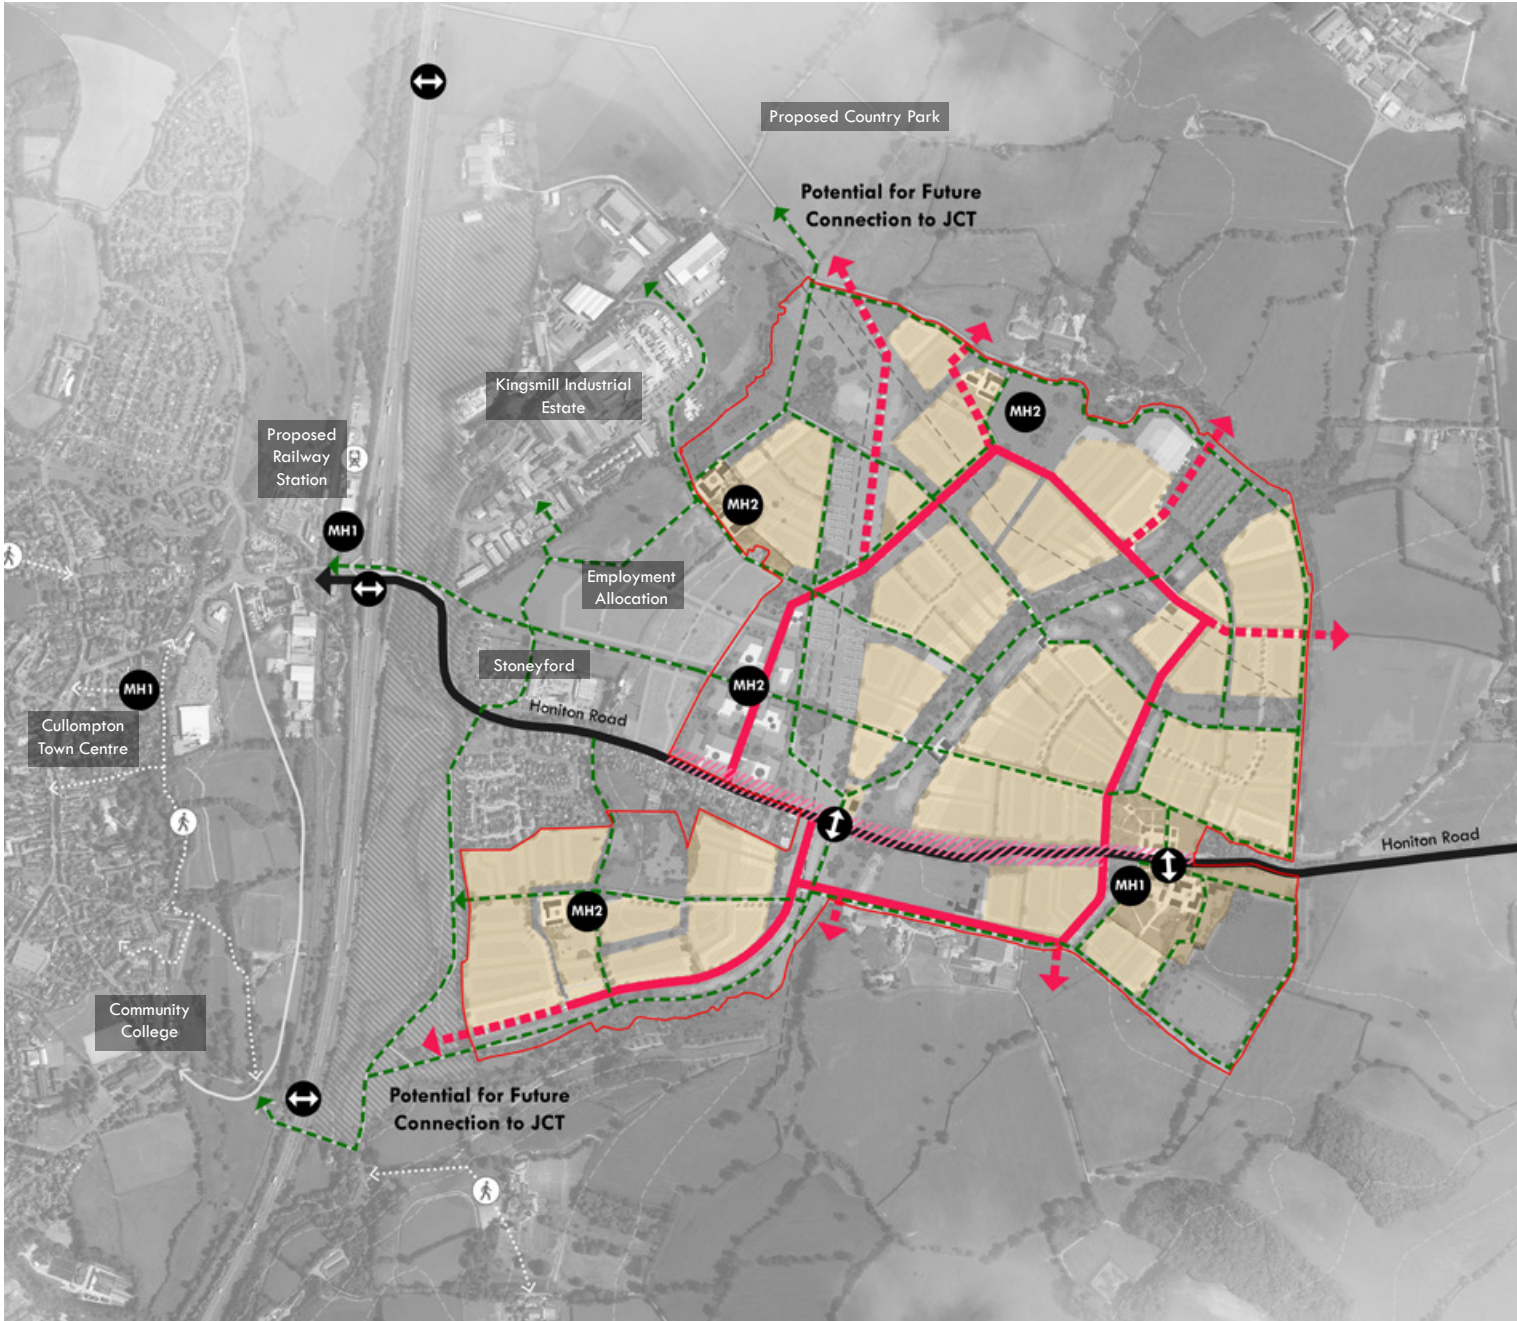 Proposed Country Park
Potential for Future
Connection to JCT
Kingsmill Industrial
Estate
MH2
Proposed
Railway
Station
MH2
MH1
Employment
Allocation
Stoneyford
MH2
MH1
Honiton Road
Cullompton
Town Centre
Honiton Road
MH1
MH2
Community
College
Potential for Future
Connection to JCT